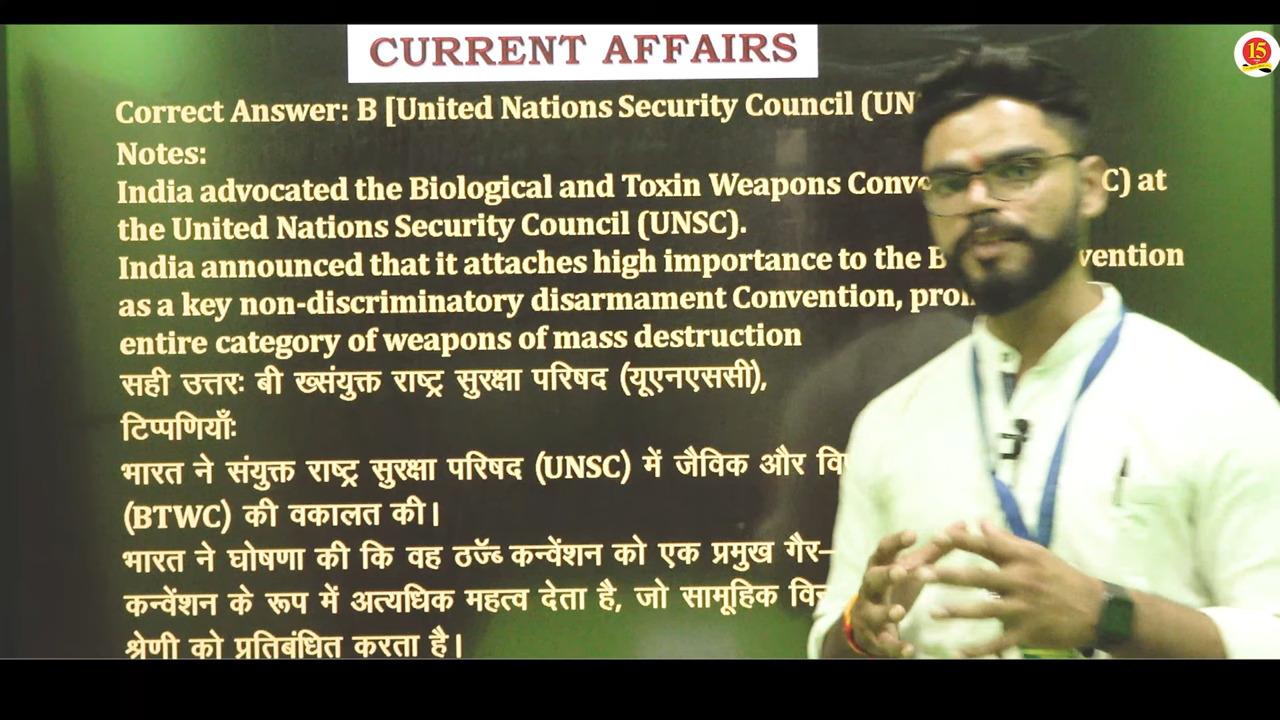 CURRENT AFFAIRS
15
Correct Answer: B [United Nations Security Council (UN
Notes:
India advocated the Biological and Toxin Weapons Conv C) at
the United Nations Security Council (UNSC).
India announced that it attaches high importance to the B vention
as a key non-discriminatory disarmament Convention,
entire category of weapons of mass destruction
सही उत्तरः बी ख्संयुक्त राष्ट्र सुरक्षा परिषद (यूएनएससी),
टिप्पणियाँः
भारत ने संयुक्त राष्ट्र सुरक्षा परिषद (UNSC) में जैविक और
(BTWC) की वकालत की।
भारत ने घोषणा की कि वह कन्वेंशन को एक प्रमुख गैर–
कन्वेंशन के रूप में अत्यधिक महत्व देता है, जो सामूहिक
श्रेणी को प्रतिबंधित करता है।